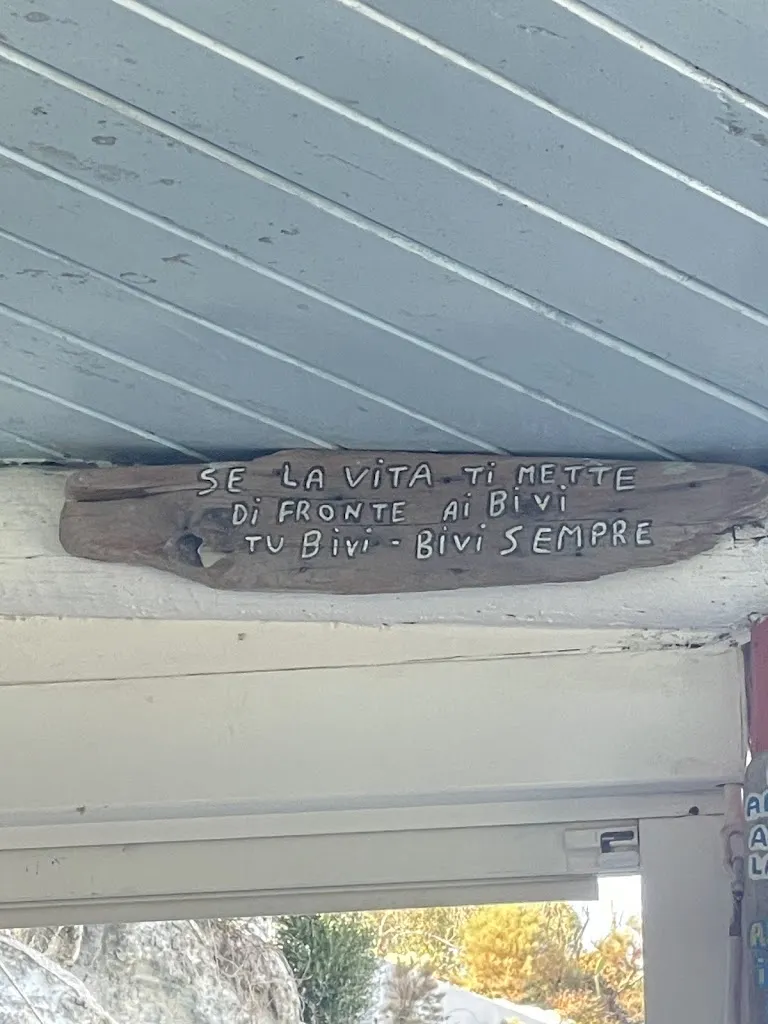 SE LA ViTA Ti METTE
Di FRONTE Ai BiVi
TU BiVi - BiVi SEMPRE